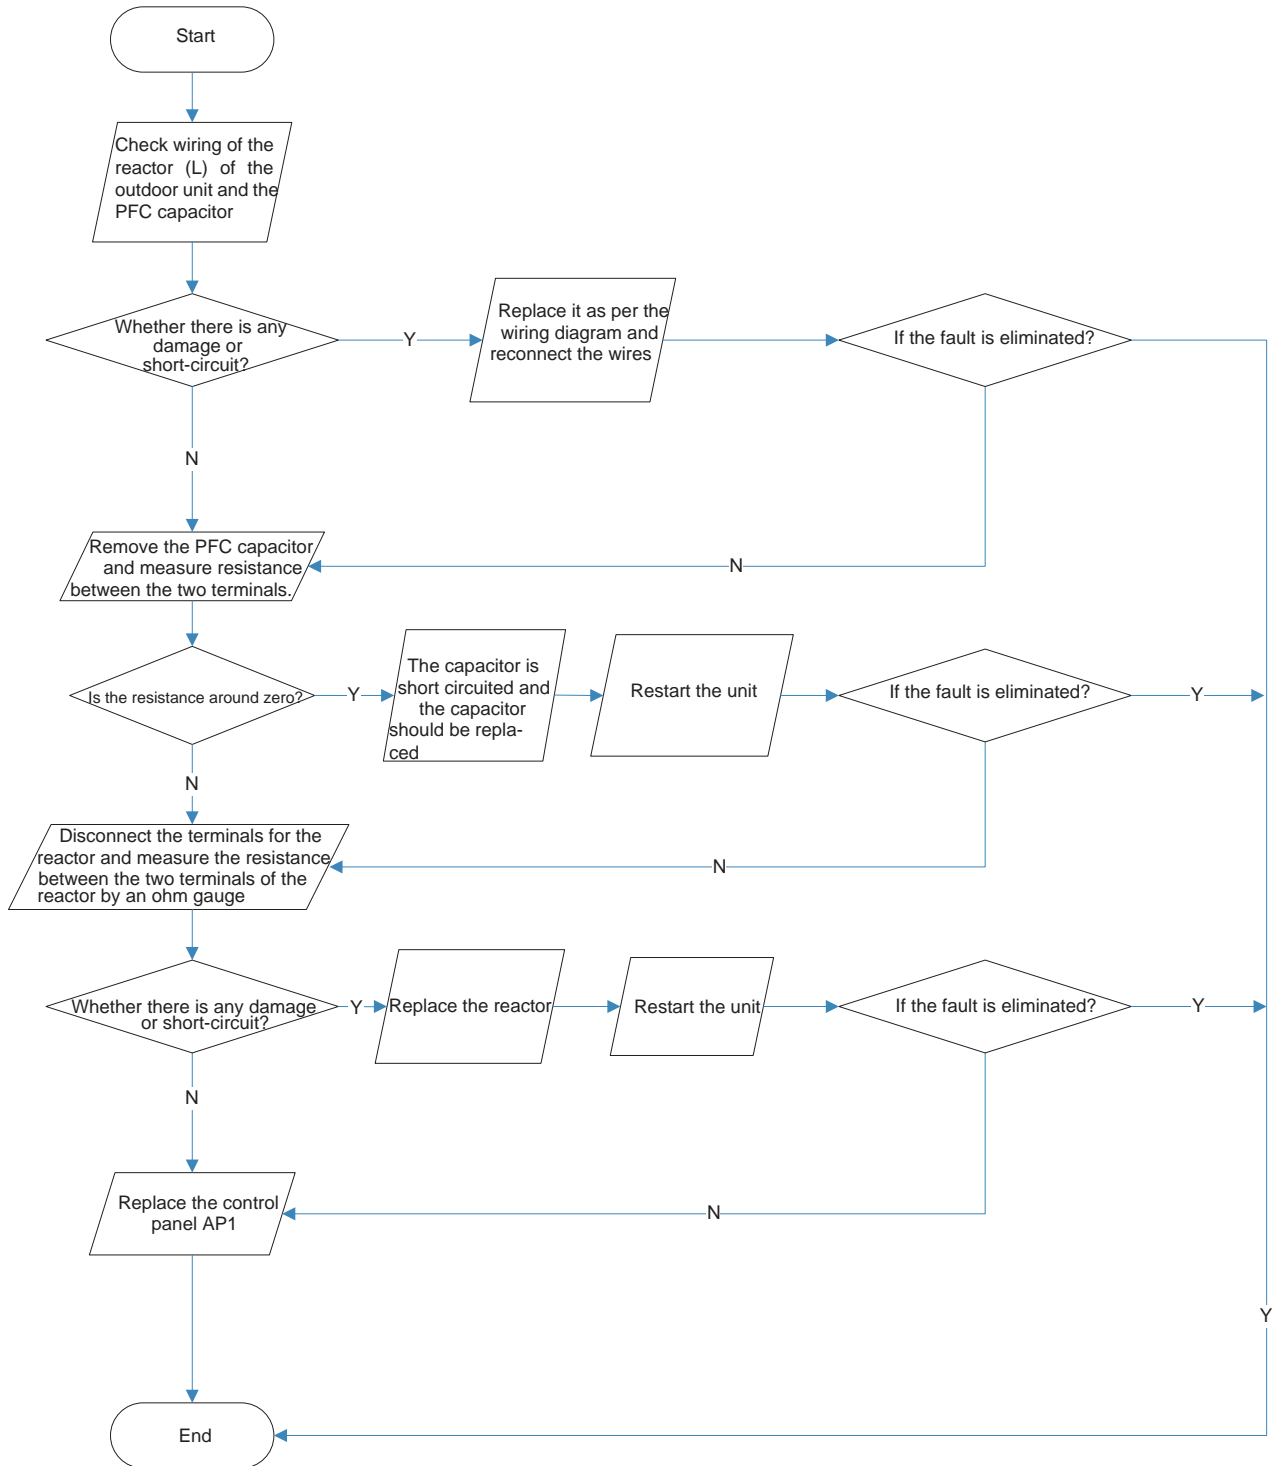 Start
Check wiring of the
reactor (L) of the
outdoor unit and the
PFC capacitor
Whether there is any
damage or
short-circuit?
Y
Replace it as per the
wiring diagram and
reconnect the wires
If the fault is eliminated?
N
Remove the PFC capacitor
and measure resistance
between the two terminals.
N
Is the resistance around zero?
Y
The capacitor is
short circuited and
the capacitor
should be repla-
ced
Restart the unit
If the fault is eliminated?
Y
N
Disconnect the terminals for the
reactor and measure the resistance
between the two terminals of the
reactor by an ohm gauge
N
Whether there is any damage
or short-circuit?
Y
Replace the reactor
Restart the unit
If the fault is eliminated?
Y
N
Replace the control
panel AP1
N
Y
End